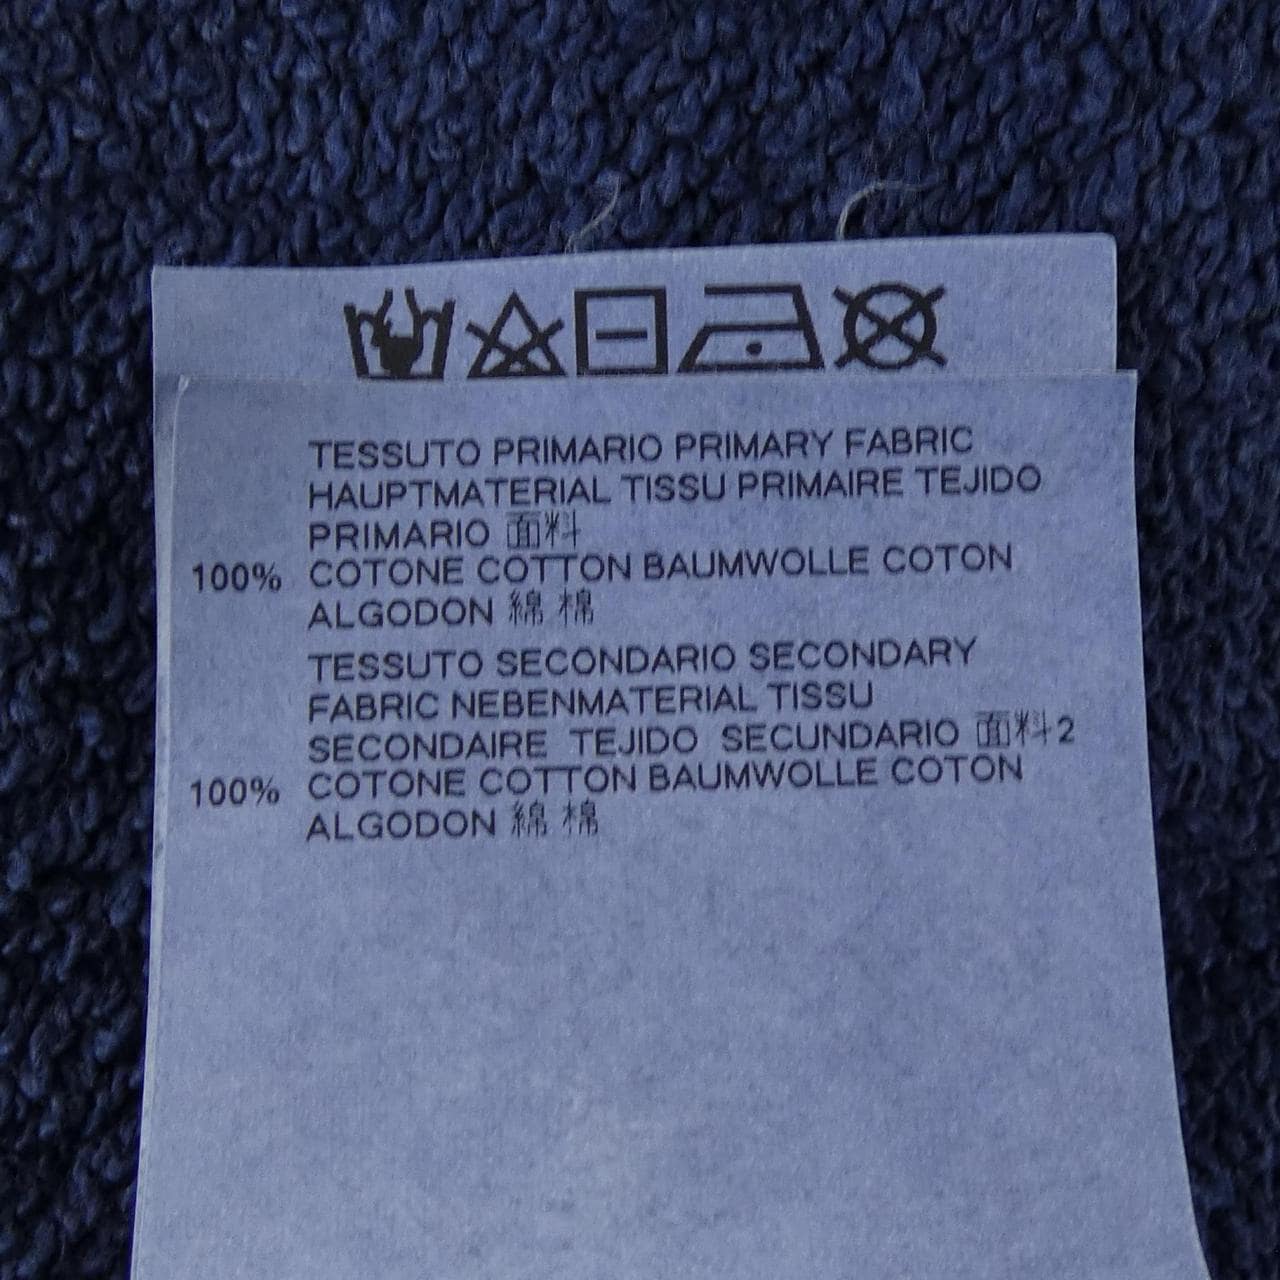 TESSUTO PRIMARIO PRIMARY FABRIC
HAUPTMATERIAL TISSU PRIMAIRE TEJIDO
PRIMARIO 面料
100% COTONE COTTON BAUMWOLLE COTON
ALGODON 綿 棉
TESSUTO SECONDARIO SECONDARY
FABRIC NEBENMATERIAL TISSU
SECONDAIRE TEJIDO SECUNDARIO 面料2
100% COTONE COTTON BAUMWOLLE COTON
ALGODON 綿 棉